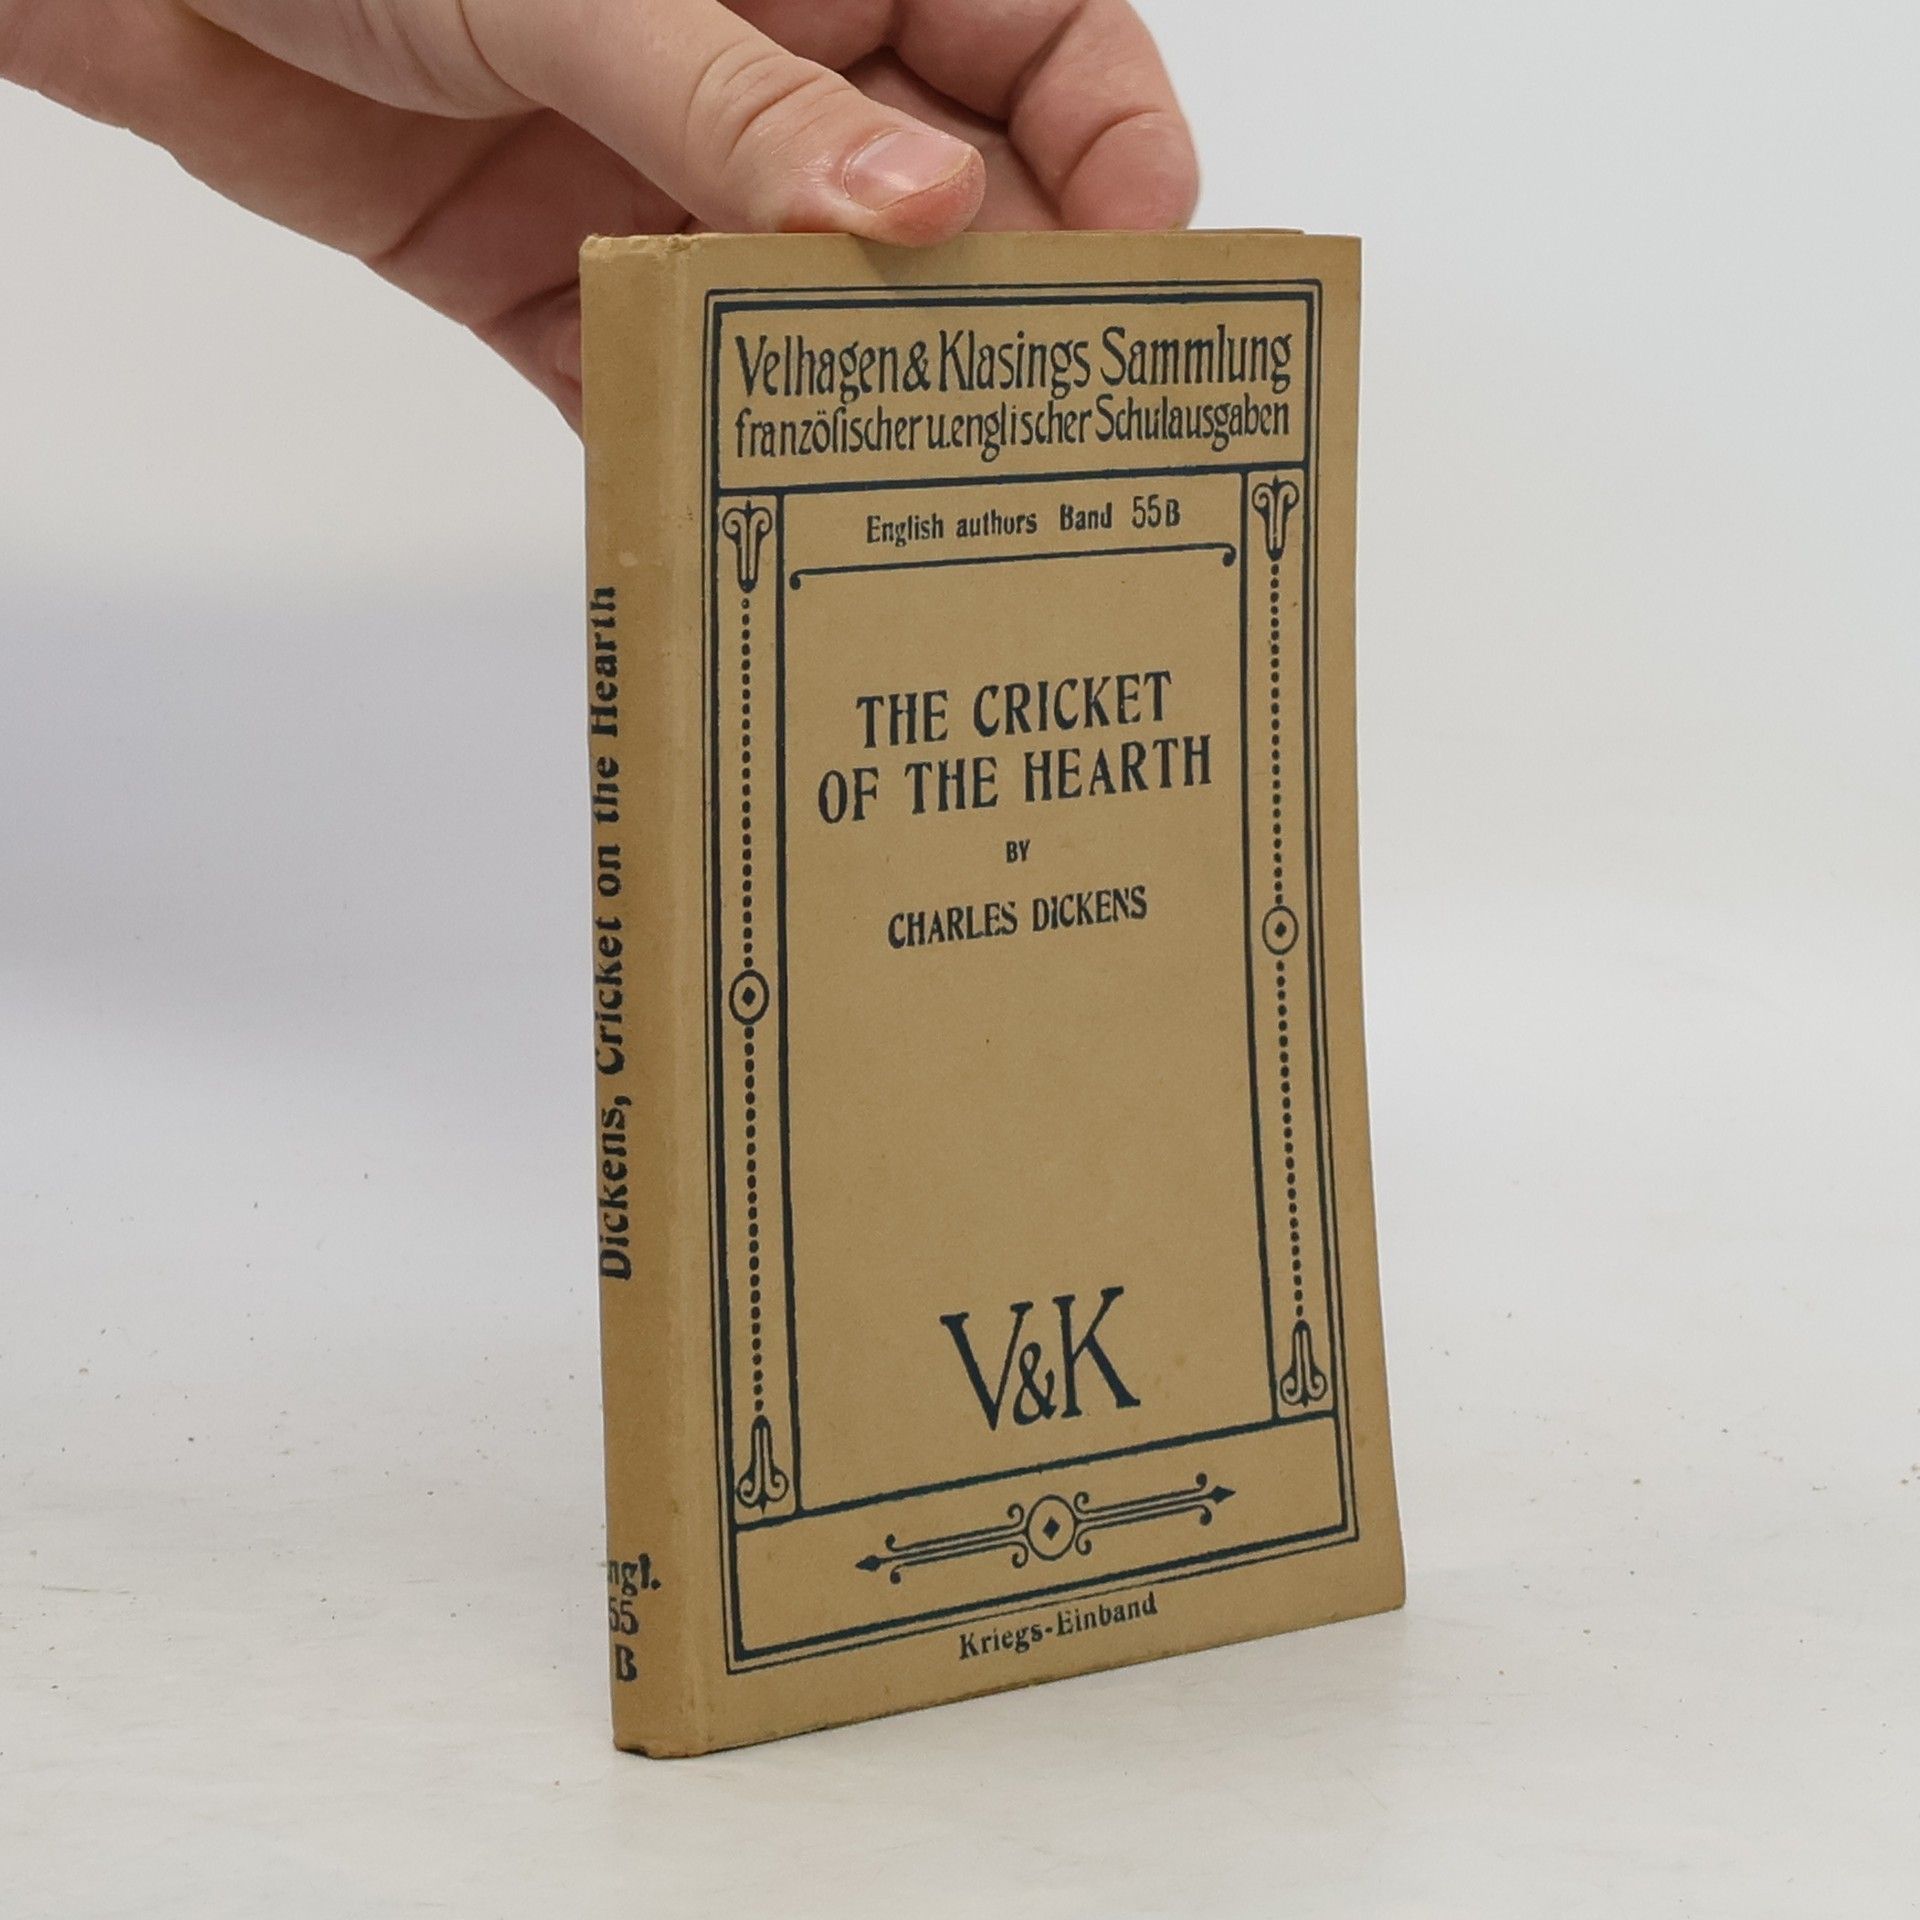 Velhagen & Klasings Sammlung
französischer u. englischer Schulausgaben
English authors Band 55B
THE CRICKET
OF THE HEARTH
BY
CHARLES DICKENS
V&K
Kriegs-Einband
Dickens, Cricket on the Hearth
ngl.
55
B